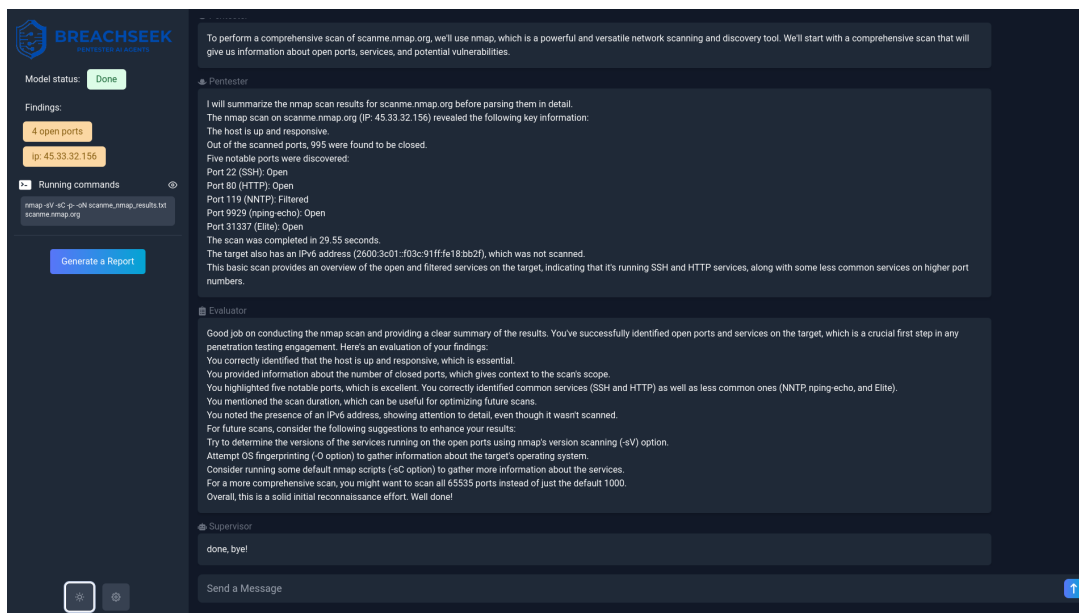 BREACHSEEK
PENTESTER AI-AGENTS
Model status: Done
Findings:
4 open ports
ip: 45.33.32.156
Running commands
nmap -sV -sC -p- -oN scanme_nmap_results.txt
scanme.nmap.org
Generate a Report
To perform a comprehensive scan of scanme.nmap.org, we'll use nmap, which is a powerful and versatile network scanning and discovery tool. We'll start with a comprehensive scan that will
give us information about open ports, services, and potential vulnerabilities.
Pentester
I will summarize the nmap scan results for scanme.nmap.org before parsing them in detail.
The nmap scan on scanme.nmap.org (IP: 45.33.32.156) revealed the following key information:
The host is up and responsive.
Out of the scanned ports, 995 were found to be closed.
Five notable ports were discovered:
Port 22 (SSH): Open
Port 80 (HTTP): Open
Port 119 (NNTP): Filtered
Port 9929 (nping-echo): Open
Port 31337 (Elite): Open
The scan was completed in 29.55 seconds.
The target also has an IPv6 address (2600:3c01::f03c:91ff:fe18:bb2f), which was not scanned.
This basic scan provides an overview of the open and filtered services on the target, indicating that it's running SSH and HTTP services, along with some less common services on higher port
numbers.
Evaluator
Good job on conducting the nmap scan and providing a clear summary of the results. You've successfully identified open ports and services on the target, which is a crucial first step in any
penetration testing engagement. Here's an evaluation of your findings:
You correctly identified that the host is up and responsive, which is essential.
You provided information about the number of closed ports, which gives context to the scan's scope.
You highlighted five notable ports, which is excellent. You correctly identified common services (SSH and HTTP) as well as less common ones (NNTP, nping-echo, and Elite).
You mentioned the scan duration, which can be useful for optimizing future scans.
You noted the presence of an IPv6 address, showing attention to detail, even though it wasn't scanned.
For future scans, consider the following suggestions to enhance your results:
Try to determine the versions of the services running on the open ports using nmap's version scanning (-sV) option.
Attempt OS fingerprinting (-O option) to gather information about the target's operating system.
Consider running some default nmap scripts (-sC option) to gather more information about the services.
For a more comprehensive scan, you might want to scan all 65535 ports instead of just the default 1000.
Overall, this is a solid initial reconnaissance effort. Well done!
Supervisor
done, bye!
Send a Message